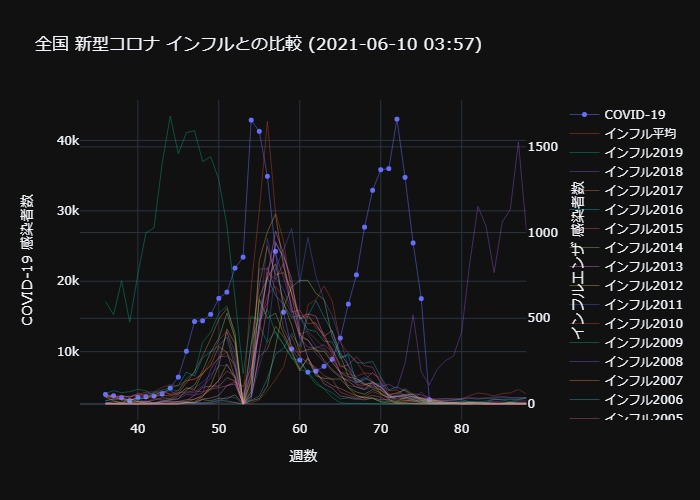 全国 新型コロナ インフルとの比較 (2021-06-10 03:57)
COVID-19 感染者数
40k
30k
20k
10k
40
50
60
70
80
週数
1500
1000
500
0
インフルエンザ 感染者数
COVID-19
インフル平均
インフル2019
インフル2018
インフル2017
インフル2016
インフル2015
インフル2014
インフル2013
インフル2012
インフル2011
インフル2010
インフル2009
インフル2008
インフル2007
インフル2006
インフル2005